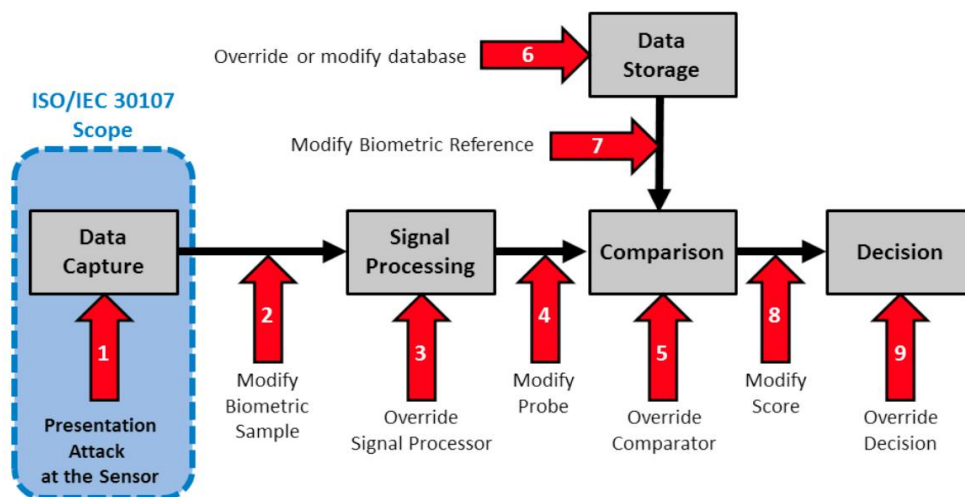 Override or modify database
6
Data
Storage
ISO/IEC 30107
Scope
Modify Biometric Reference
7
Data
Capture
Signal
Processing
Comparison
Decision
1
2
3
4
5
8
9
Presentation
Attack
at the Sensor
Modify
Biometric
Sample
Override
Signal Processor
Modify
Probe
Override
Comparator
Modify
Score
Override
Decision